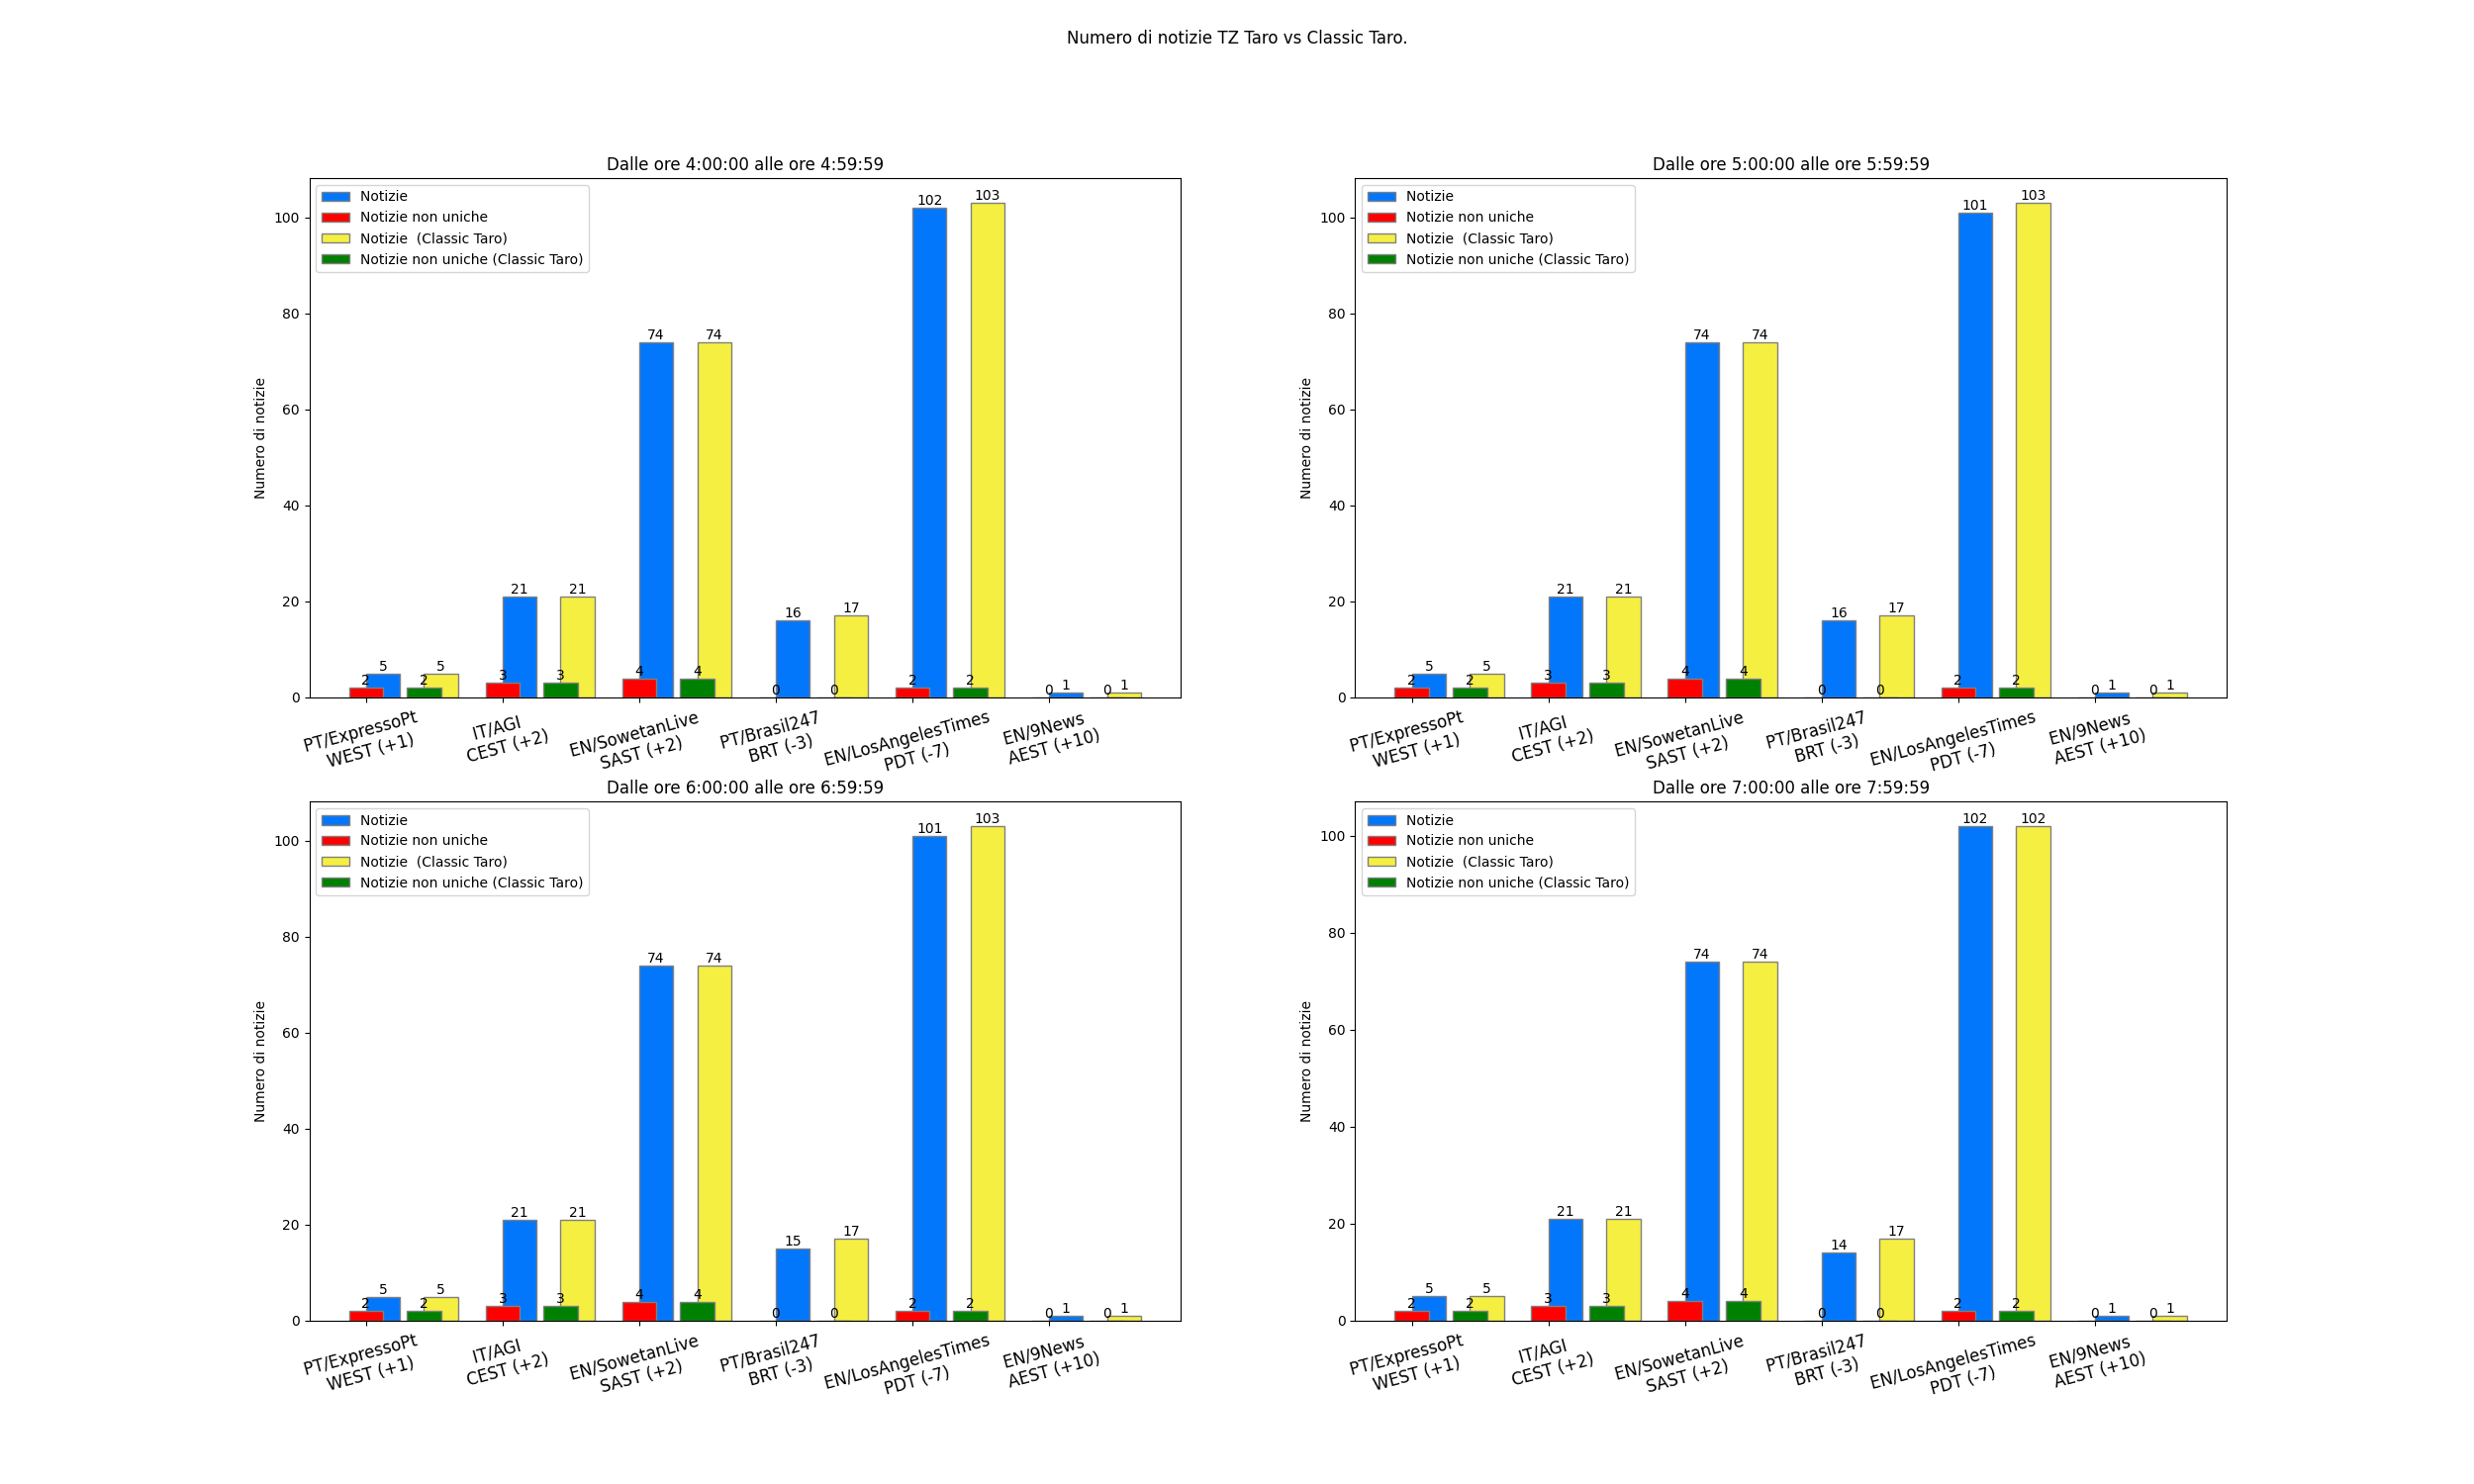 Numero di notizie TZ Taro vs Classic Taro.
Dalle ore 4:00:00 alle ore 4:59:59
Notizie
Notizie non uniche
Notizie  (Classic Taro)
Notizie non uniche (Classic Taro)
Numero di notizie
100
80
60
40
20
0
5 2 5 2
21 3 21 3
74 4 74 4
16 0 17 0
102 2 103 2
1 0 1 0
PT/ExpressoPt
WEST (+1)
IT/AGI
CEST (+2)
EN/SowetanLive
SAST (+2)
PT/Brasil247
BRT (-3)
EN/LosAngelesTimes
PDT (-7)
EN/9News
AEST (+10)
Dalle ore 5:00:00 alle ore 5:59:59
Notizie
Notizie non uniche
Notizie  (Classic Taro)
Notizie non uniche (Classic Taro)
Numero di notizie
100
80
60
40
20
0
5 2 5 2
21 3 21 3
74 4 74 4
16 0 17 0
101 2 103 2
1 0 1 0
PT/ExpressoPt
WEST (+1)
IT/AGI
CEST (+2)
EN/SowetanLive
SAST (+2)
PT/Brasil247
BRT (-3)
EN/LosAngelesTimes
PDT (-7)
EN/9News
AEST (+10)
Dalle ore 6:00:00 alle ore 6:59:59
Notizie
Notizie non uniche
Notizie  (Classic Taro)
Notizie non uniche (Classic Taro)
Numero di notizie
100
80
60
40
20
0
5 2 5 2
21 3 21 3
74 4 74 4
15 0 17 0
101 2 103 2
1 0 1 0
PT/ExpressoPt
WEST (+1)
IT/AGI
CEST (+2)
EN/SowetanLive
SAST (+2)
PT/Brasil247
BRT (-3)
EN/LosAngelesTimes
PDT (-7)
EN/9News
AEST (+10)
Dalle ore 7:00:00 alle ore 7:59:59
Notizie
Notizie non uniche
Notizie  (Classic Taro)
Notizie non uniche (Classic Taro)
Numero di notizie
100
80
60
40
20
0
5 2 5 2
21 3 21 3
74 4 74 4
14 0 17 0
102 2 102 2
1 0 1 0
PT/ExpressoPt
WEST (+1)
IT/AGI
CEST (+2)
EN/SowetanLive
SAST (+2)
PT/Brasil247
BRT (-3)
EN/LosAngelesTimes
PDT (-7)
EN/9News
AEST (+10)